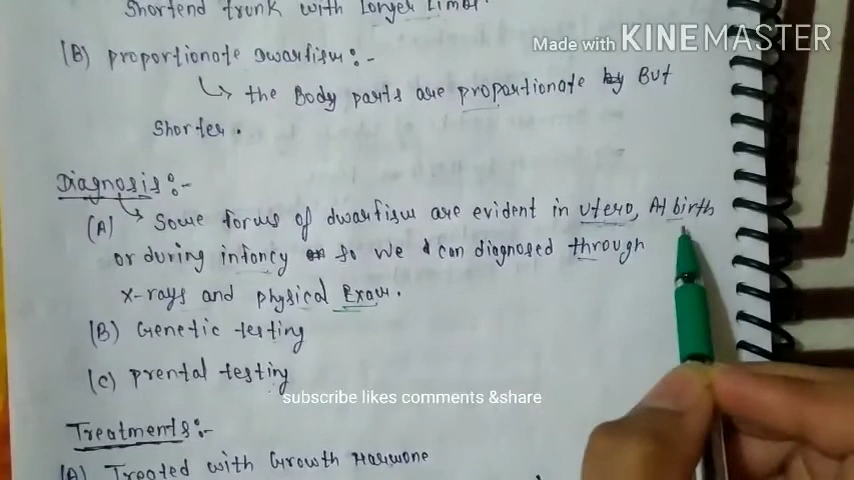 Shortend trunk with Longer Limb
Made with KINEMASTER
(B) proportionate dwarfism:-
↳ the Body parts are proportionate by But
Shorter.
Diagnosis:-
(A) → Some forms of dwarfism are evident in utero, At birth
or during infancy so we can diagnosed through
x-rays and physical Exam.
(B) Genetic testing
(C) prental testing
subscribe likes comments &share
Treatments:-
(A) Treated with Growth Harmone